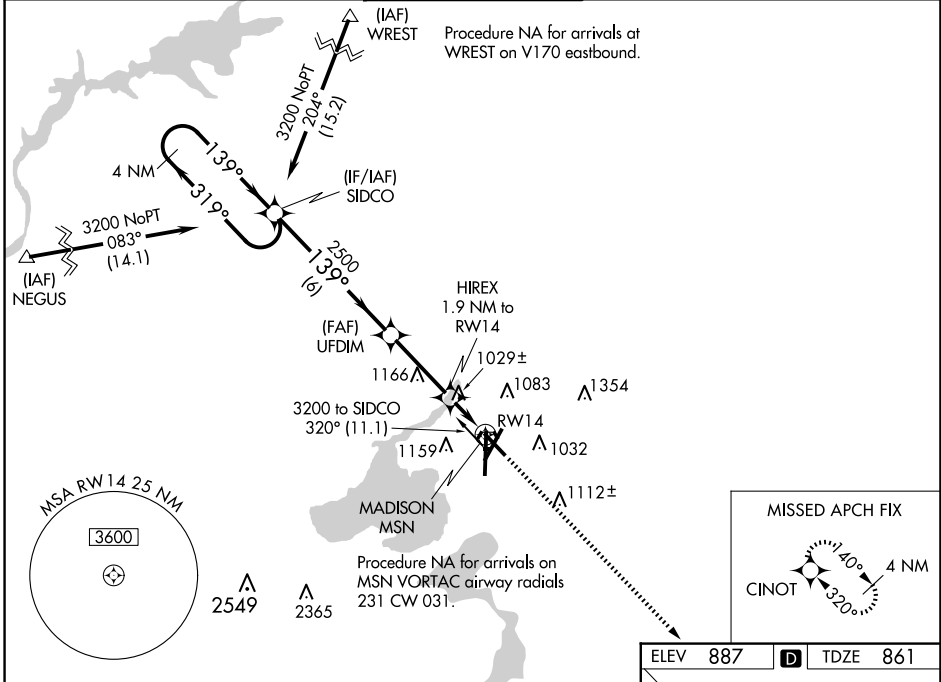 (IAF)
WREST
Procedure NA for arrivals at
WREST on V170 eastbound.
3200 NoPT
204°
(15.2)
4 NM
139°
319°
(IF/IAF)
SIDCO
3200 NoPT
083°
(14.1)
(IAF)
NEGUS
2500
139°
(6)
(FAF)
UFDIM
HIREX
1.9 NM to
RW14
1029±
1166
1083
1354
3200 to SIDCO
320° (11.1)
RW14
1159
1032
MADISON
MSN
1112±
MSA RW14 25 NM
3600
2549
2365
Procedure NA for arrivals on
MSN VORTAC airway radials
231 CW 031.
MISSED APCH FIX
CINOT
140°
320°
4 NM
ELEV 887 D TDZE 861